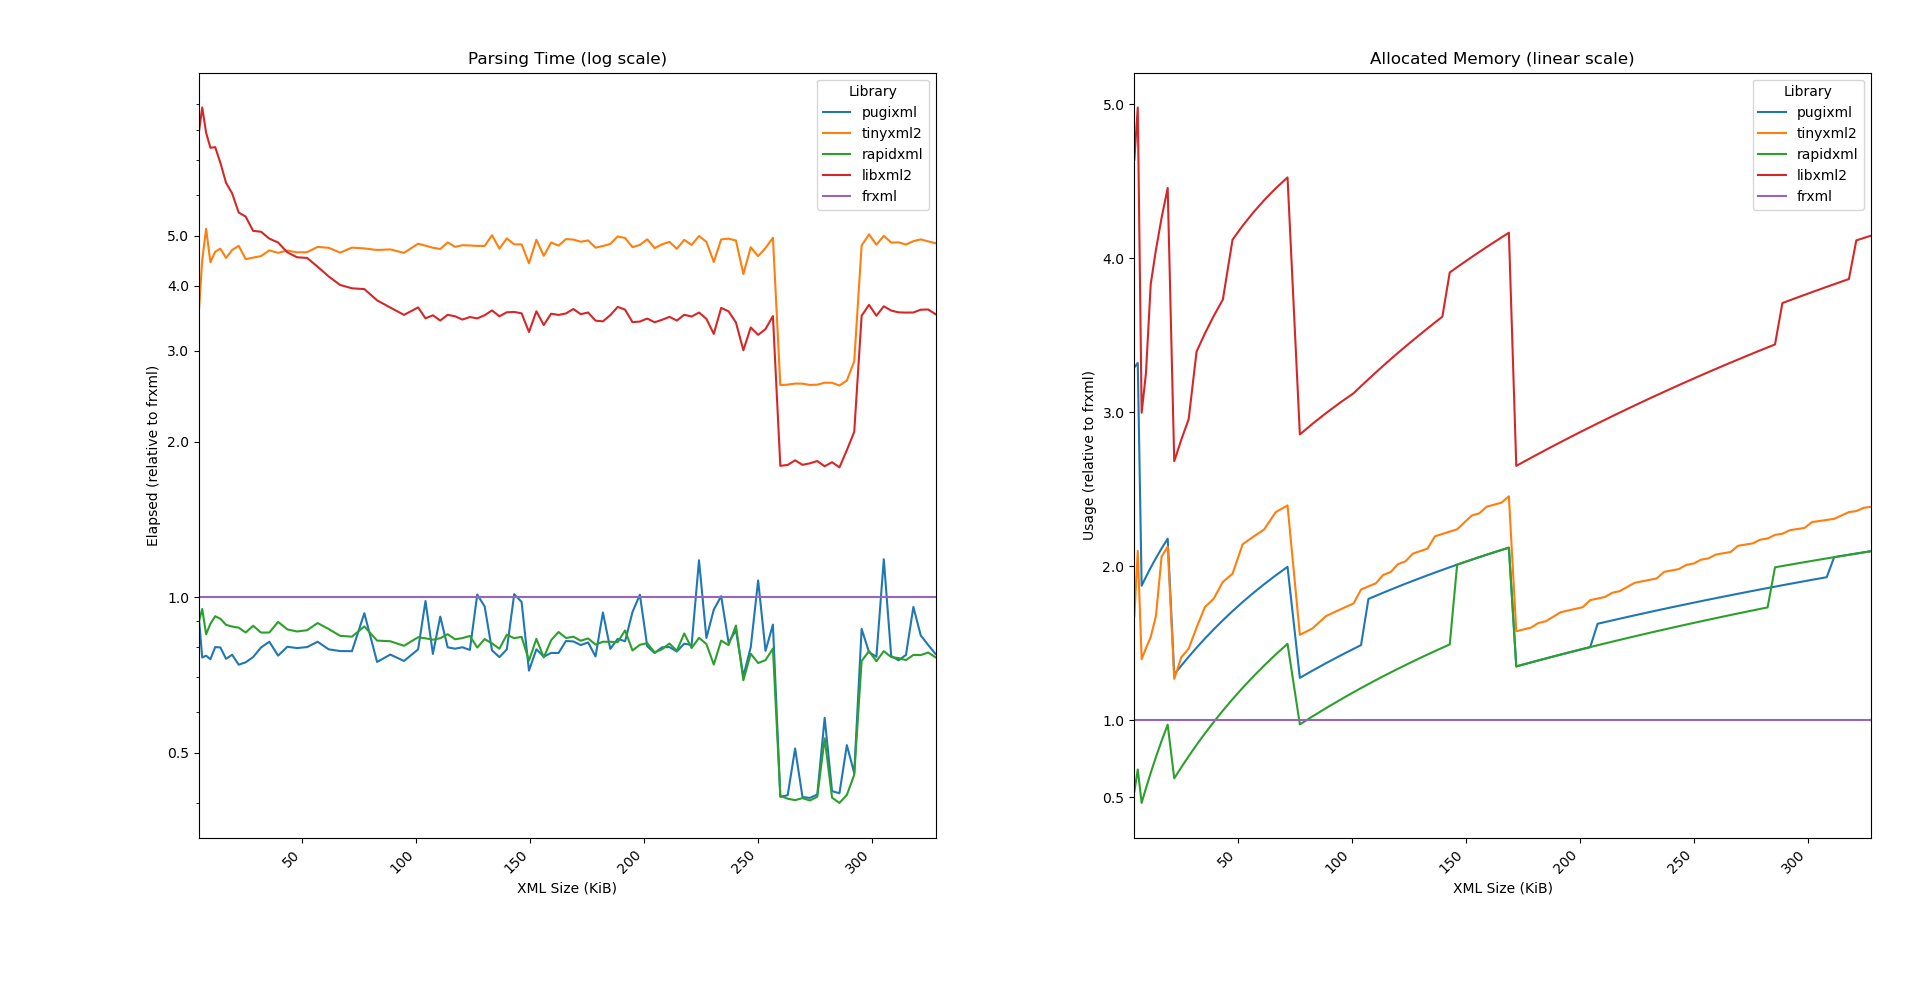 Parsing Time (log scale)
Library
pugixml
tinyxml2
rapidxml
libxml2
frxml
5.0
4.0
3.0
2.0
1.0
0.5
Elapsed (relative to frxml)
50
100
150
200
250
300
XML Size (KiB)
Allocated Memory (linear scale)
Library
pugixml
tinyxml2
rapidxml
libxml2
frxml
5.0
4.0
3.0
2.0
1.0
0.5
Usage (relative to frxml)
50
100
150
200
250
300
XML Size (KiB)